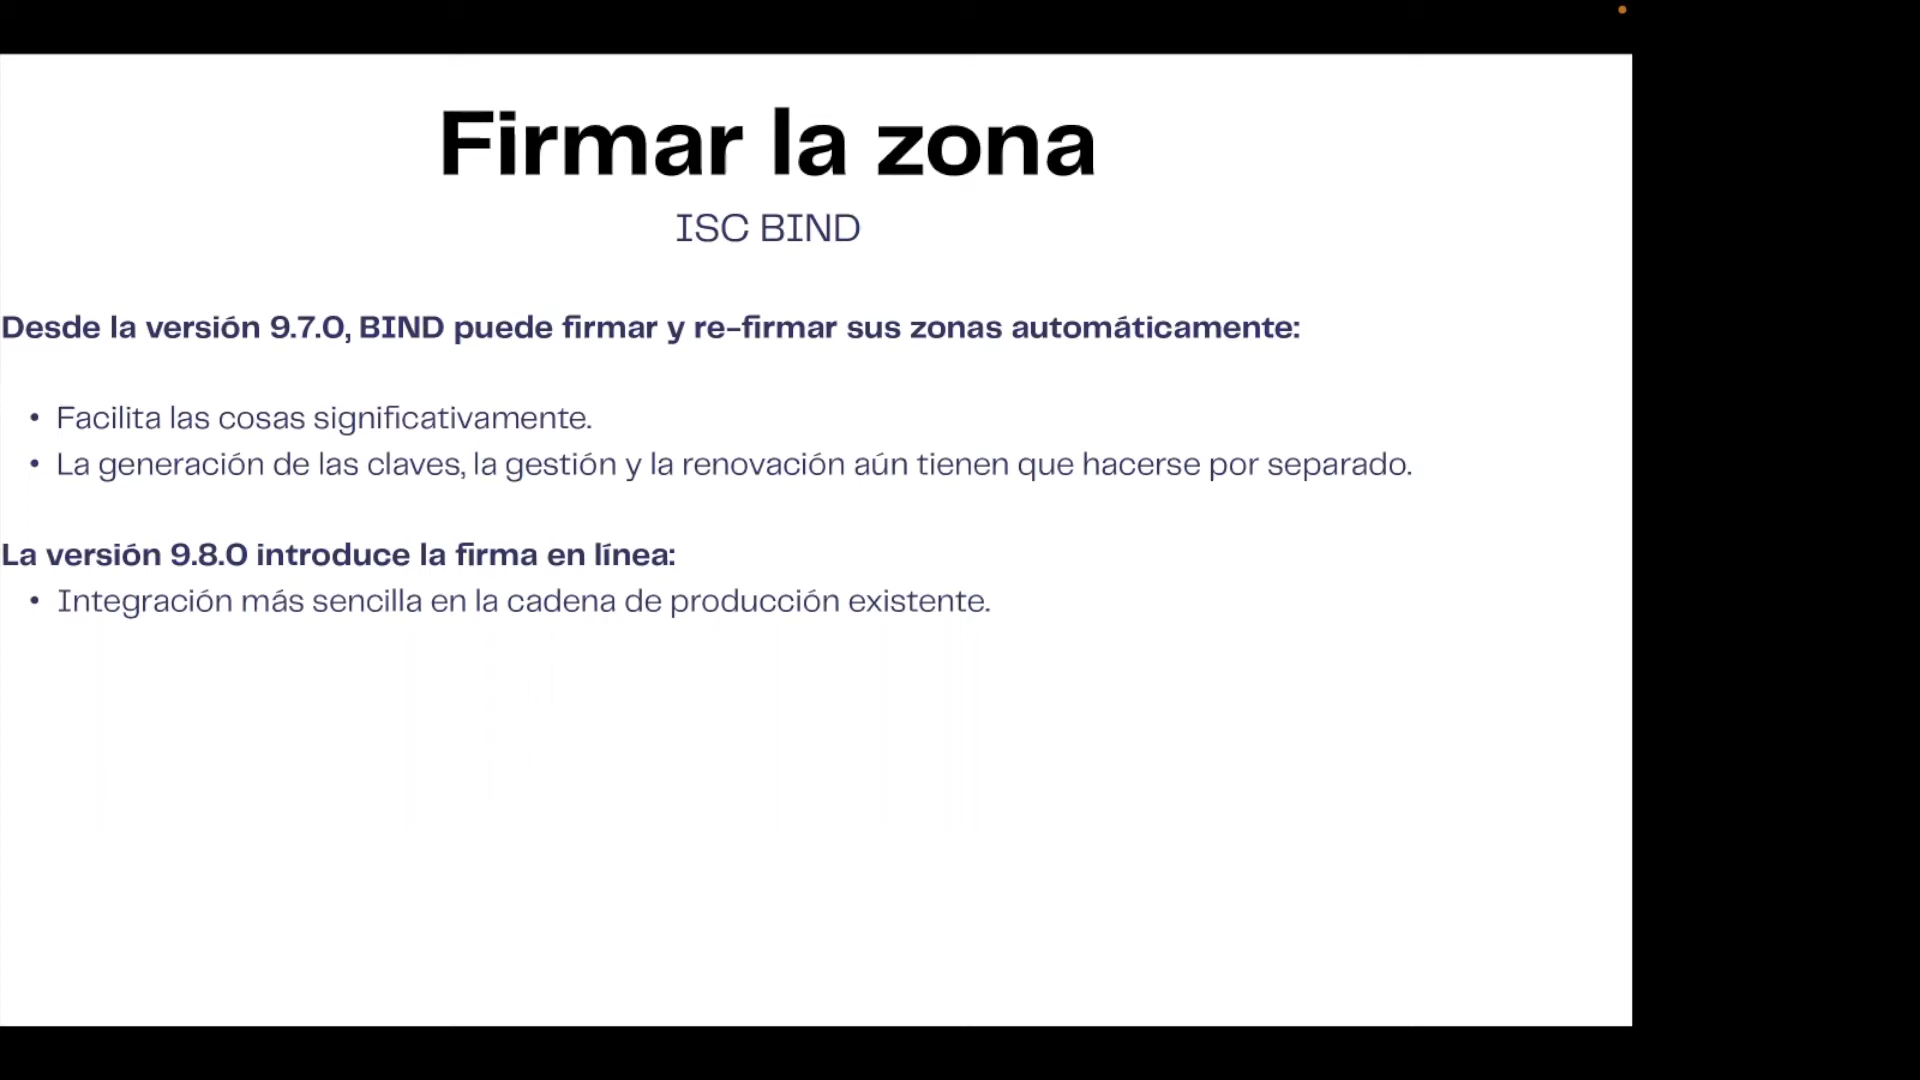 Firmar la zona
ISC BIND
Desde la versión 9.7.0, BIND puede firmar y re-firmar sus zonas automáticamente:
• Facilita las cosas significativamente.
• La generación de las claves, la gestión y la renovación aún tienen que hacerse por separado.
La versión 9.8.0 introduce la firma en línea:
• Integración más sencilla en la cadena de producción existente.